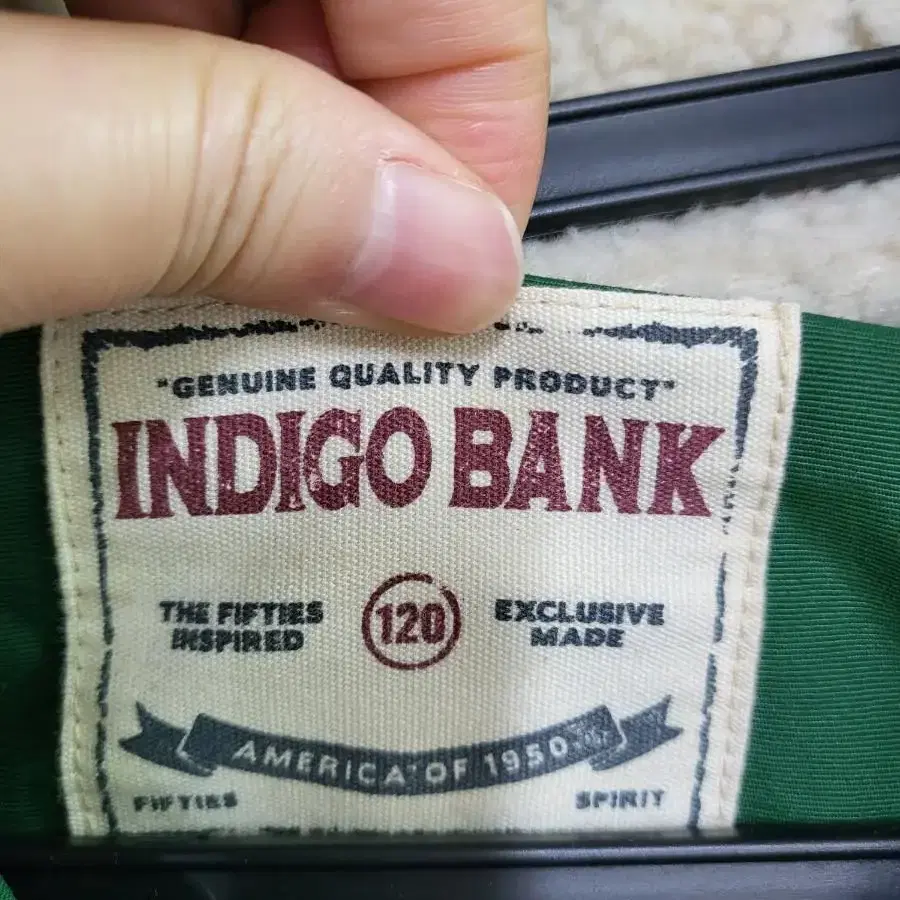 "GENUINE QUALITY PRODUCT"
INDIGO BANK
THE FIFTIES
INSPIRED
120
EXCLUSIVE
MADE
AMERICA OF 1950
FIFTIES
SPIRIT